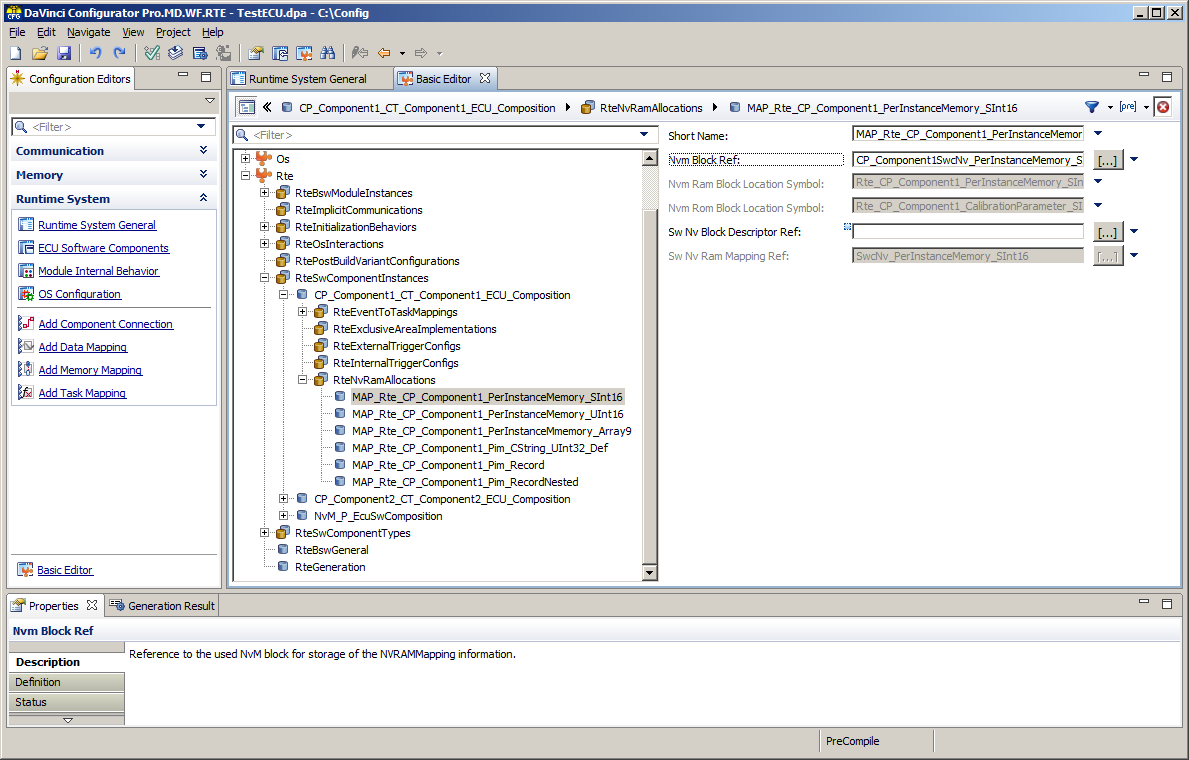 DaVinci Configurator Pro.MD.WF.RTE - TestECU.dpa - C:\Config
File Edit Navigate View Project Help
Configuration Editors
<Filter>
Communication
Memory
Runtime System
Runtime System General
ECU Software Components
Module Internal Behavior
OS Configuration
Add Component Connection
Add Data Mapping
Add Memory Mapping
Add Task Mapping
Basic Editor
Runtime System General
Basic Editor
CP_Component1_CT_Component1_ECU_Composition
RteNvRamAllocations
MAP_Rte_CP_Component1_PerInstanceMemory_SInt16
[pre]
<Filter>
Os
Rte
RteBswModuleInstances
RteImplicitCommunications
RteInitializationBehaviors
RteOsInteractions
RtePostBuildVariantConfigurations
RteSwComponentInstances
CP_Component1_CT_Component1_ECU_Composition
RteEventToTaskMappings
RteExclusiveAreaImplementations
RteExternalTriggerConfigs
RteInternalTriggerConfigs
RteNvRamAllocations
MAP_Rte_CP_Component1_PerInstanceMemory_SInt16
MAP_Rte_CP_Component1_PerInstanceMemory_UInt16
MAP_Rte_CP_Component1_PerInstanceMmemory_Array9
MAP_Rte_CP_Component1_Pim_CString_UInt32_Def
MAP_Rte_CP_Component1_Pim_Record
MAP_Rte_CP_Component1_Pim_RecordNested
CP_Component2_CT_Component2_ECU_Composition
NvM_P_EcuSwComposition
RteSwComponentTypes
RteBswGeneral
RteGeneration
Short Name: MAP_Rte_CP_Component1_PerInstanceMemor
Nvm Block Ref: CP_Component1SwcNv_PerInstanceMemory_S [...]
Nvm Ram Block Location Symbol: Rte_CP_Component1_PerInstanceMemory_SIn
Nvm Rom Block Location Symbol: Rte_CP_Component1_CalibrationParameter_SI
Sw Nv Block Descriptor Ref: [...]
Sw Nv Ram Mapping Ref: SwcNv_PerInstanceMemory_SInt16 [...]
Properties
Generation Result
Nvm Block Ref
Description
Definition
Status
Reference to the used NvM block for storage of the NVRAMMapping information.
PreCompile